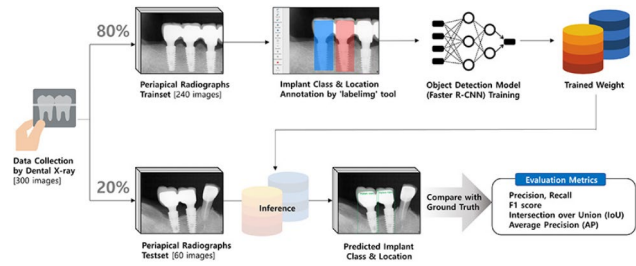 80%
Periapical Radiographs
Trainset [240 images]
Implant Class & Location
Annotation by 'labelimg' tool
Object Detection Model
(Faster R-CNN) Training
Trained Weight
Data Collection
by Dental X-ray
[300 images]
20%
Periapical Radiographs
Testset [60 images]
Inference
Predicted Implant
Class & Location
Compare with
Ground Truth
Evaluation Metrics
Precision, Recall
F1 score
Intersection over Union (IoU)
Average Precision (AP)